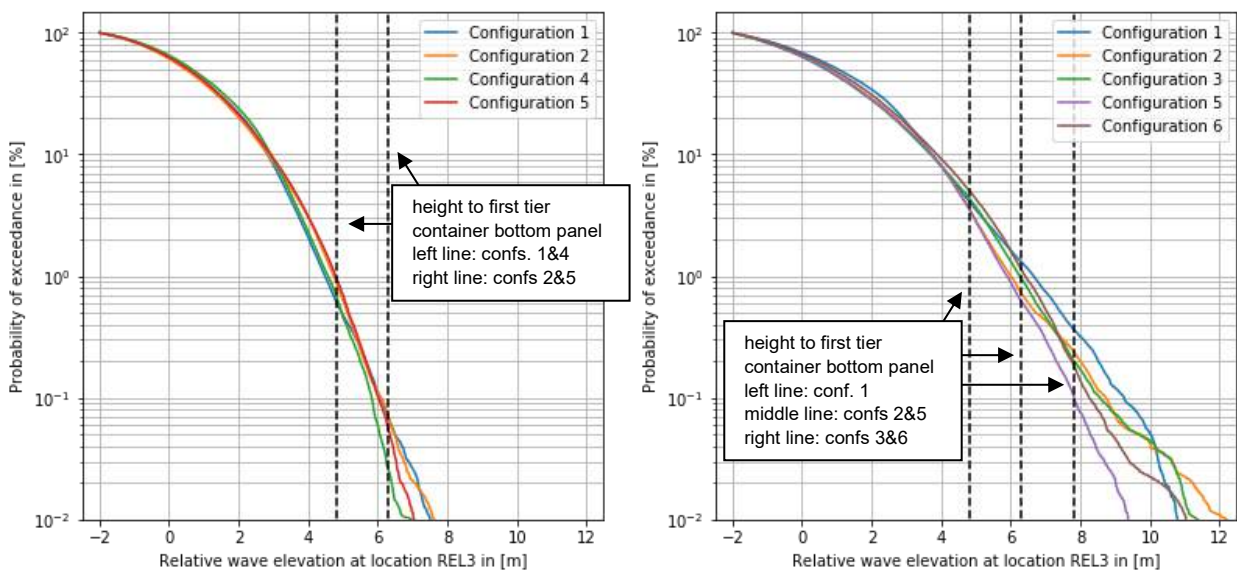 10²
10¹
10⁰
10⁻¹
10⁻²
Probability of exceedance in [%]
Configuration 1
Configuration 2
Configuration 4
Configuration 5
height to first tier
container bottom panel
left line: confs. 1&4
right line: confs 2&5
−2 0 2 4 6 8 10 12
Relative wave elevation at location REL3 in [m]
10²
10¹
10⁰
10⁻¹
10⁻²
Probability of exceedance in [%]
Configuration 1
Configuration 2
Configuration 3
Configuration 5
Configuration 6
height to first tier
container bottom panel
left line: conf. 1
middle line: confs 2&5
right line: confs 3&6
−2 0 2 4 6 8 10 12
Relative wave elevation at location REL3 in [m]